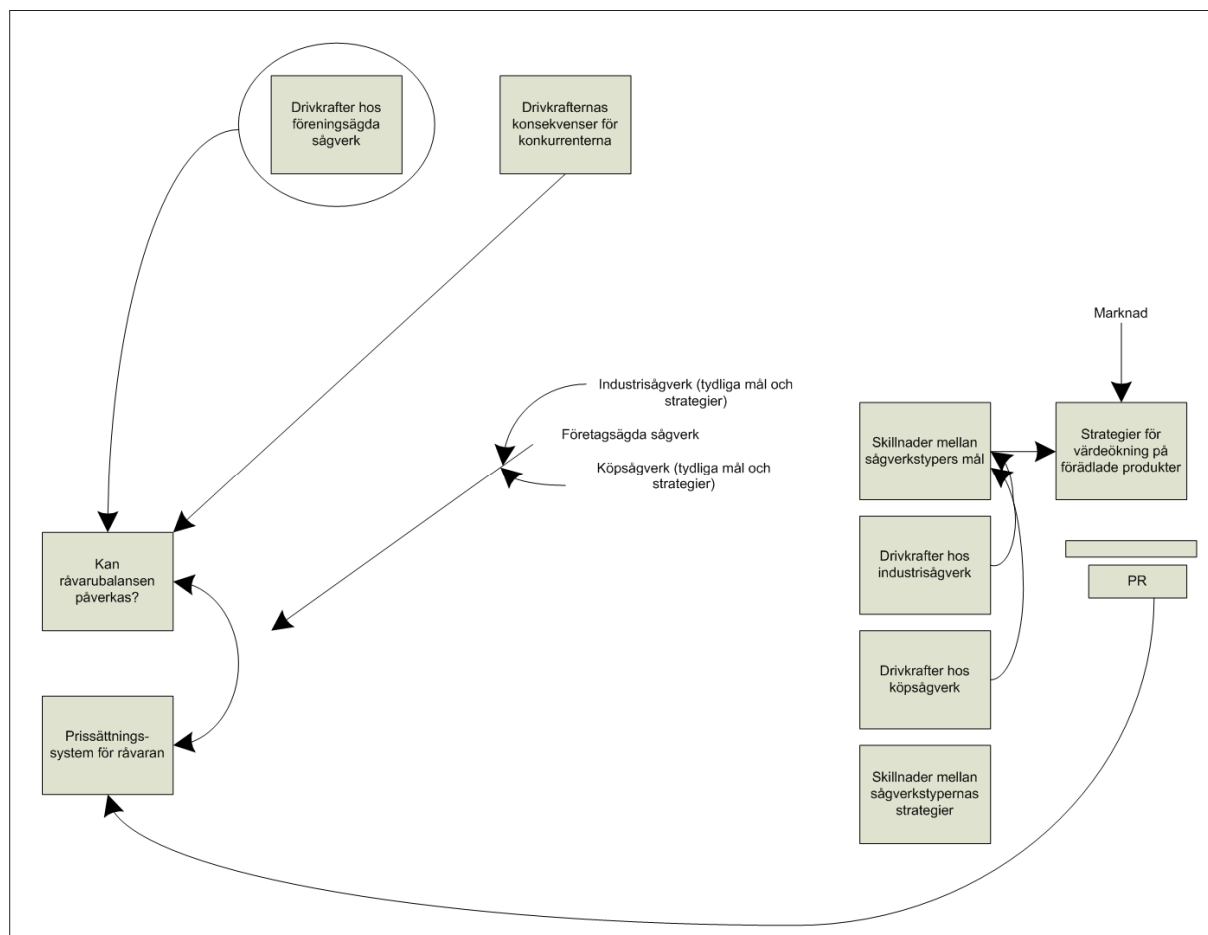 Drivkrafter hos
föreningsägda
sågverk
Drivkrafternas
konsekvenser för
konkurrenterna
Marknad
Industrisågverk (tydliga mål och
strategier)
Företagsägda sågverk
Köpsågverk (tydliga mål och
strategier)
Skillnader mellan
sågverkstypers mål
Strategier för
värdeökning på
förädlade produkter
Kan
råvarubalansen
påverkas?
Drivkrafter hos
industrisågverk
PR
Drivkrafter hos
köpsågverk
Prissättnings-
system för råvaran
Skillnader mellan
sågverkstypernas
strategier